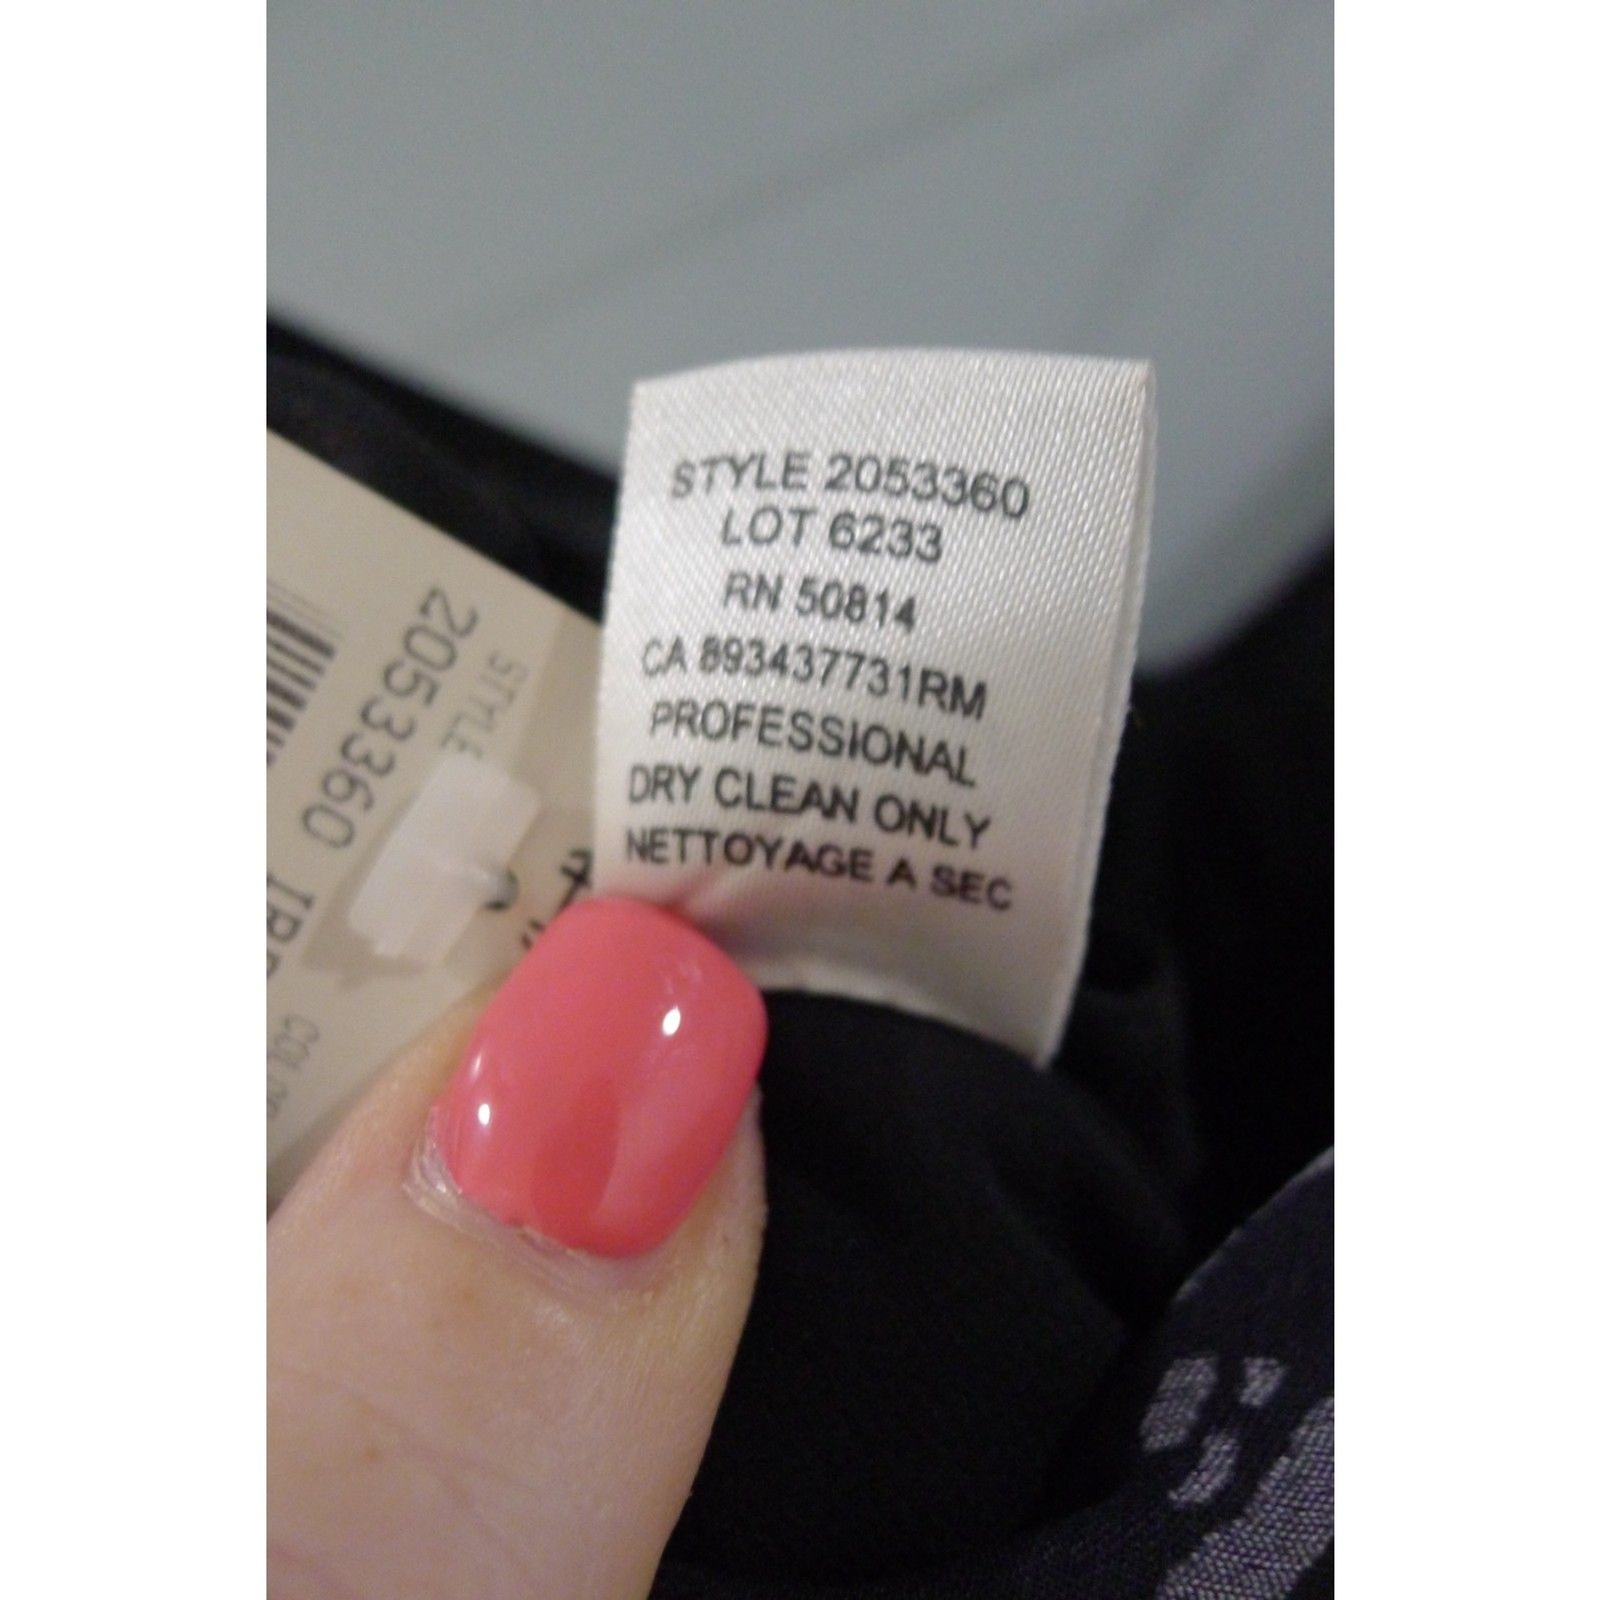 STYLE 2053360
LOT 6233
RN 50814
CA 893437731RM
PROFESSIONAL
DRY CLEAN ONLY
NETTOYAGE A SEC
STYLE
2053360